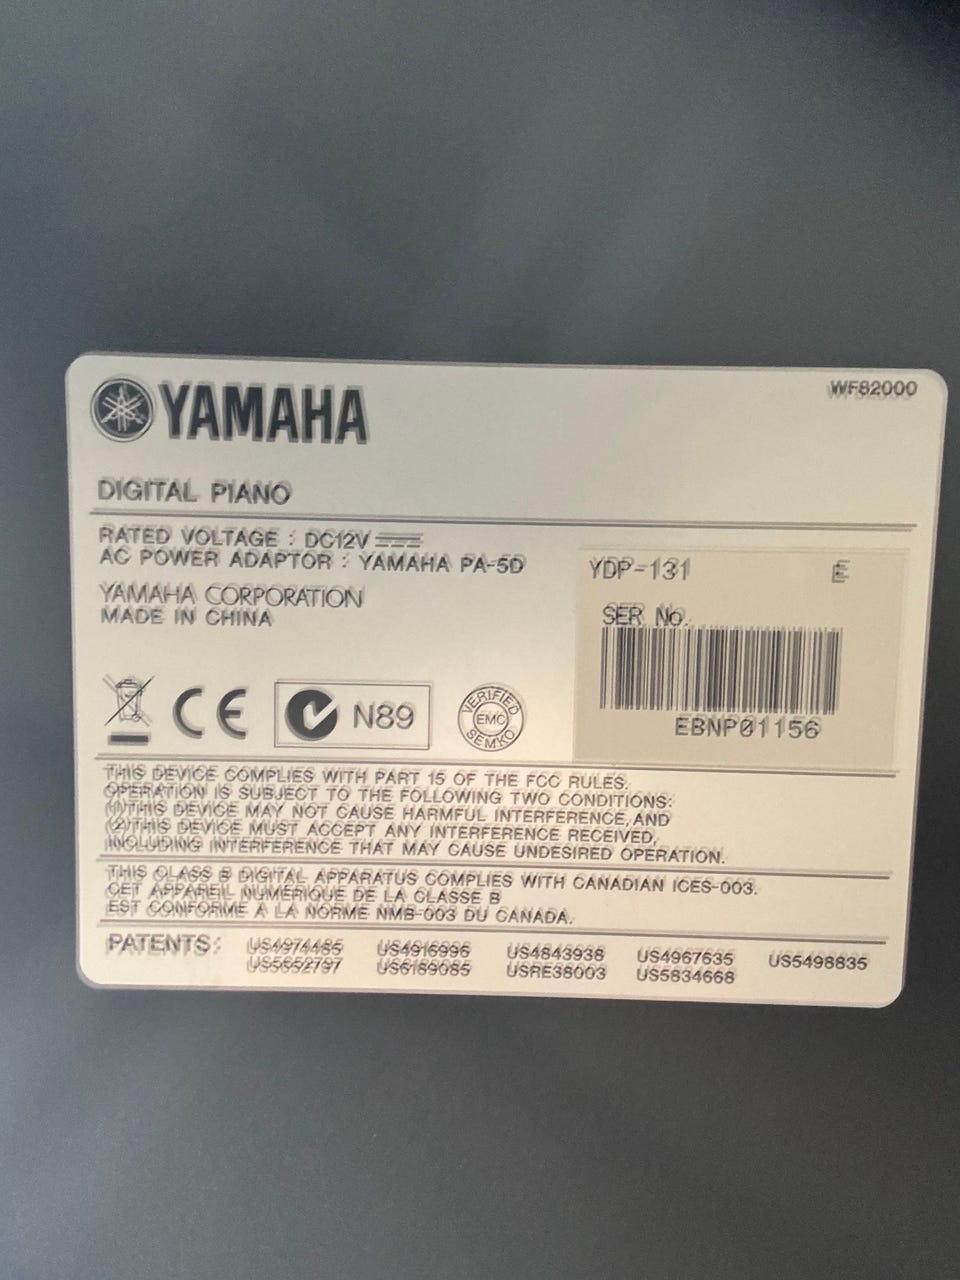 YAMAHA
WF82000
DIGITAL PIANO
RATED VOLTAGE : DC12V
AC POWER ADAPTOR : YAMAHA PA-5D
YAMAHA CORPORATION
MADE IN CHINA
YDP-131 E
SER No.
EBNP01156
CE
N89
VERIFIED
EMC
SEMKO
THIS DEVICE COMPLIES WITH PART 15 OF THE FCC RULES.
OPERATION IS SUBJECT TO THE FOLLOWING TWO CONDITIONS:
(1)THIS DEVICE MAY NOT CAUSE HARMFUL INTERFERENCE, AND
(2)THIS DEVICE MUST ACCEPT ANY INTERFERENCE RECEIVED,
INCLUDING INTERFERENCE THAT MAY CAUSE UNDESIRED OPERATION.
THIS CLASS B DIGITAL APPARATUS COMPLIES WITH CANADIAN ICES-003.
CET APPAREIL NUMÉRIQUE DE LA CLASSE B
EST CONFORME À LA NORME NMB-003 DU CANADA.
PATENTS: US4974485 US4916996 US4843938 US4967635 US5498835
US5652797 US6189085 USRE38003 US5834668